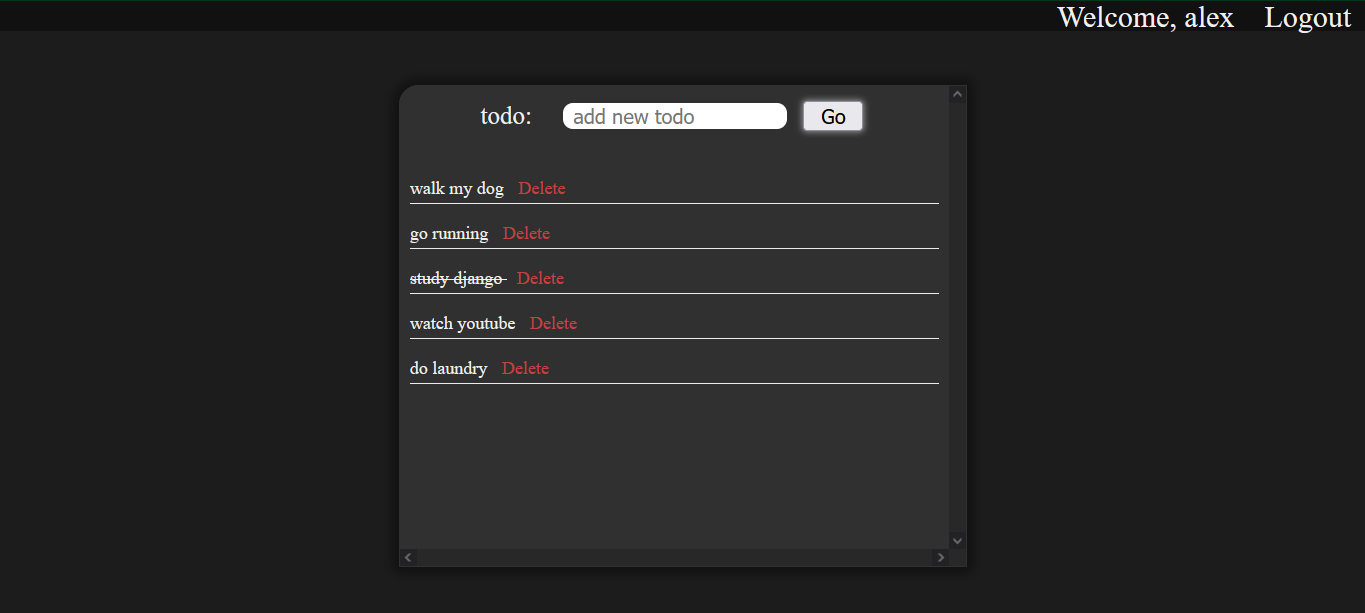 Welcome, alex Logout
todo: add new todo Go
walk my dog Delete
go running Delete
study django Delete
watch youtube Delete
do laundry Delete